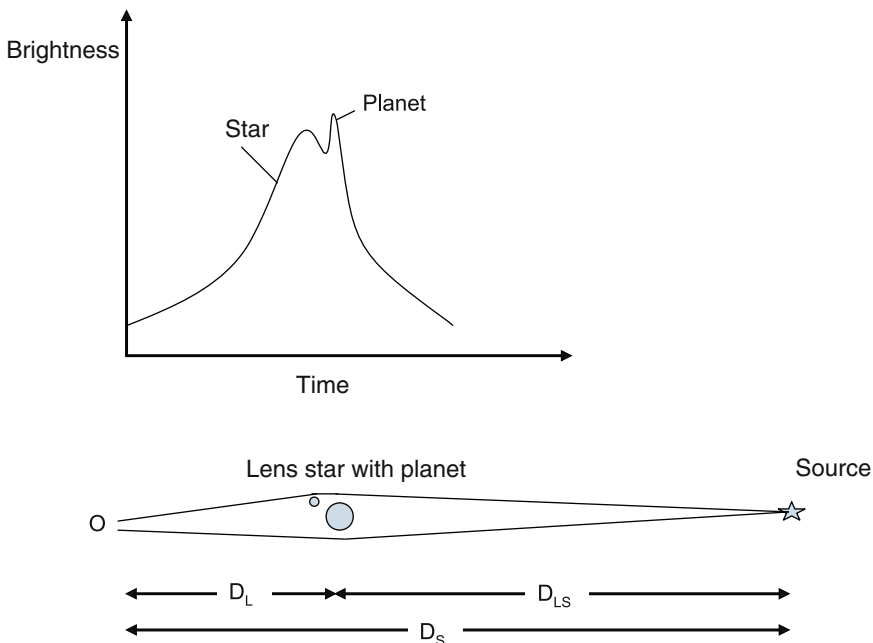 Brightness
Planet
Star
Time
Lens star with planet
Source
O
D_L
D_LS
D_S